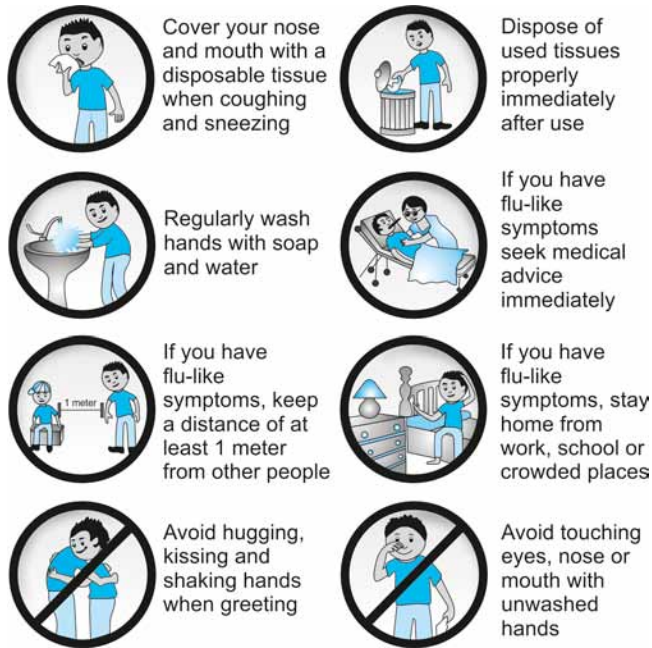 Cover your nose
and mouth with a
disposable tissue
when coughing
and sneezing
Dispose of
used tissues
properly
immediately
after use
Regularly wash
hands with soap
and water
If you have
flu-like
symptoms
seek medical
advice
immediately
1 meter
If you have
flu-like
symptoms, keep
a distance of at
least 1 meter
from other people
If you have
flu-like
symptoms, stay
home from
work, school or
crowded places
Avoid hugging,
kissing and
shaking hands
when greeting
Avoid touching
eyes, nose or
mouth with
unwashed
hands